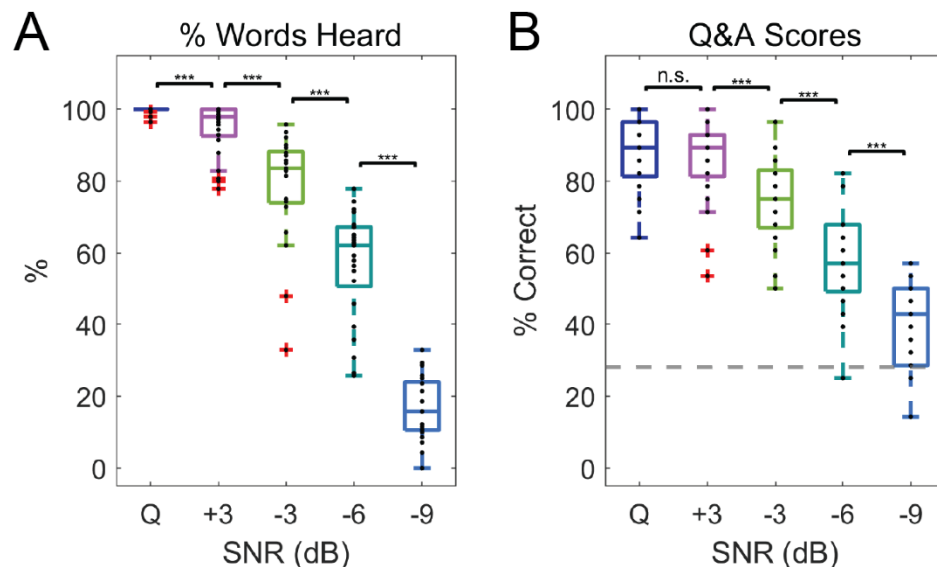 A
% Words Heard
***
***
***
***
100
80
60
40
20
0
%
Q
+3
-3
-6
-9
SNR (dB)
B
Q&A Scores
n.s.
***
***
***
100
80
60
40
20
0
% Correct
Q
+3
-3
-6
-9
SNR (dB)